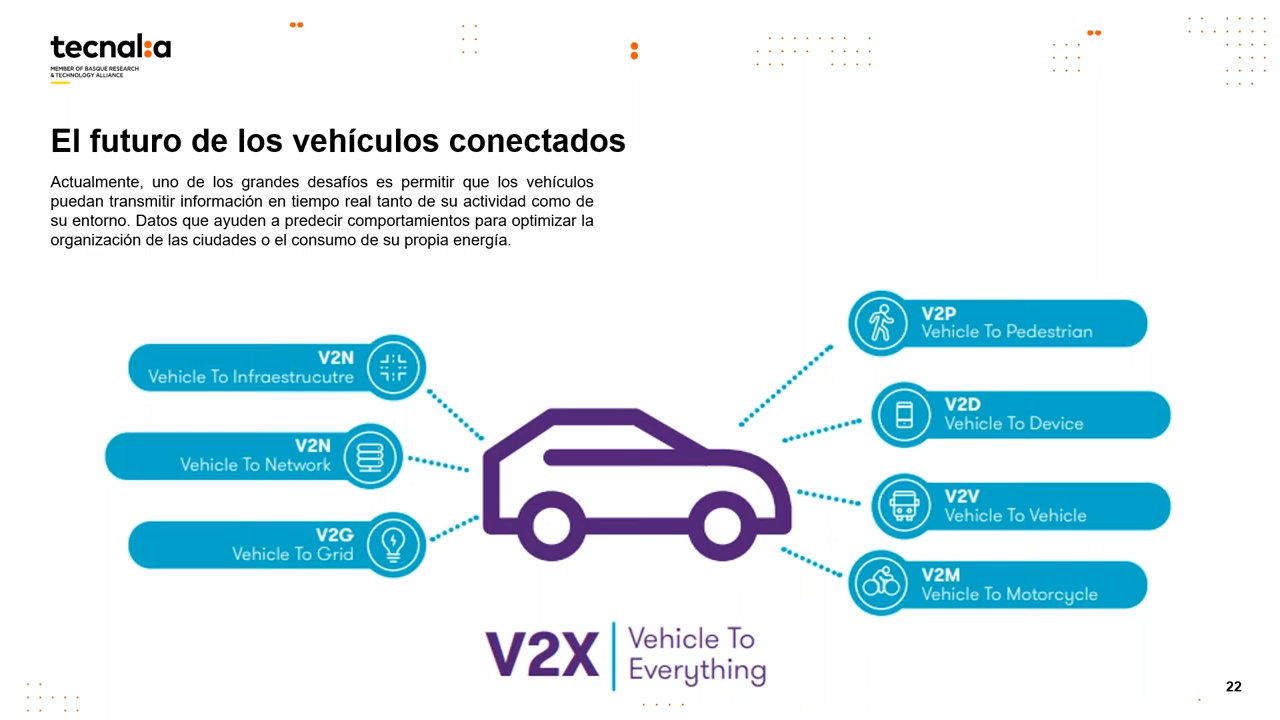 tecnal:a
MEMBER OF BASQUE RESEARCH
& TECHNOLOGY ALLIANCE
El futuro de los vehículos conectados
Actualmente, uno de los grandes desafíos es permitir que los vehículos
puedan transmitir información en tiempo real tanto de su actividad como de
su entorno. Datos que ayuden a predecir comportamientos para optimizar la
organización de las ciudades o el consumo de su propia energía.
V2N
Vehicle To Infraestrucutre
V2N
Vehicle To Network
V2G
Vehicle To Grid
V2P
Vehicle To Pedestrian
V2D
Vehicle To Device
V2V
Vehicle To Vehicle
V2M
Vehicle To Motorcycle
V2X
Vehicle To
Everything
22